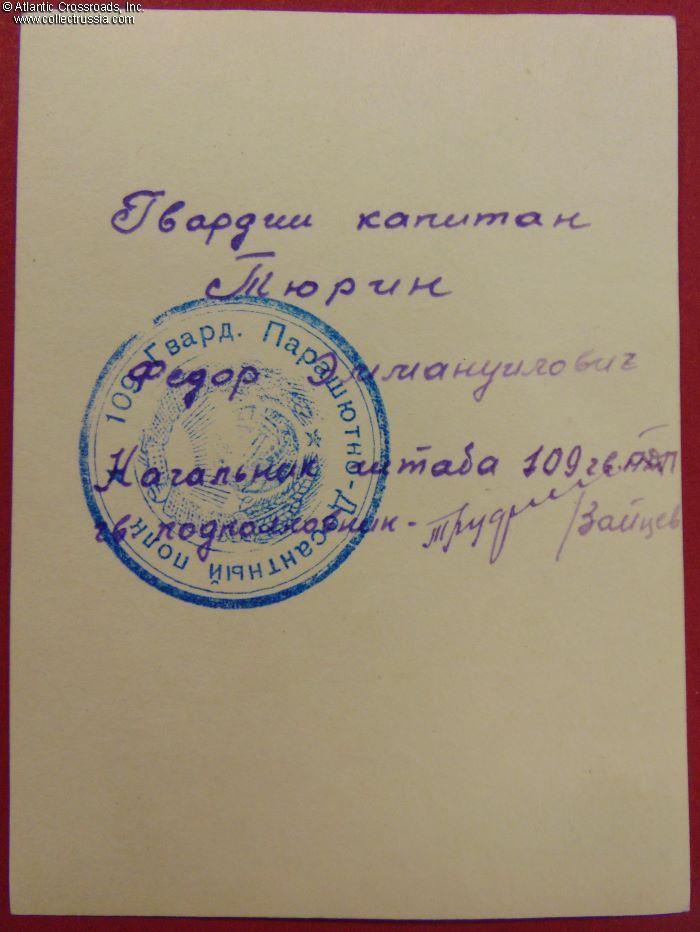 © Atlantic Crossroads, Inc.
www.collectrussia.com
Гвардии капитан
Тюрин
Федор Эммануилович
Начальник штаба 109 гв ПДП
гв подполковник - /Зайцев
109 Гвард. Парашютно-Десантный полк